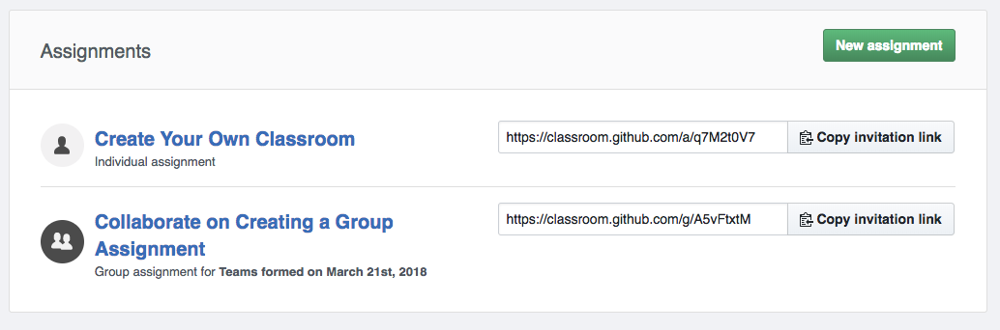 Assignments
New assignment
Create Your Own Classroom
Individual assignment
https://classroom.github.com/a/q7M2t0V7
Copy invitation link
Collaborate on Creating a Group
Assignment
Group assignment for Teams formed on March 21st, 2018
https://classroom.github.com/g/A5vFtxtM
Copy invitation link